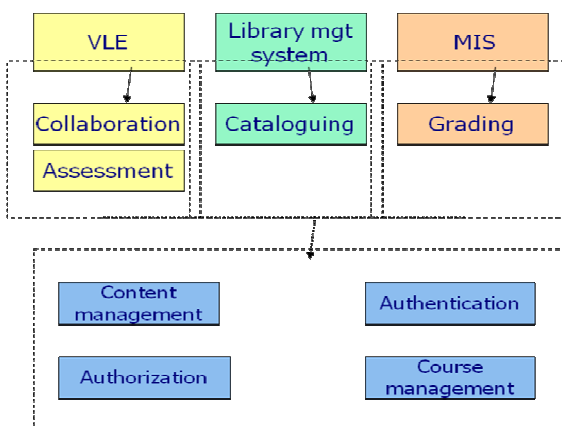 VLE
Library mgt
system
MIS
Collaboration
Cataloguing
Grading
Assessment
Content
management
Authentication
Authorization
Course
management